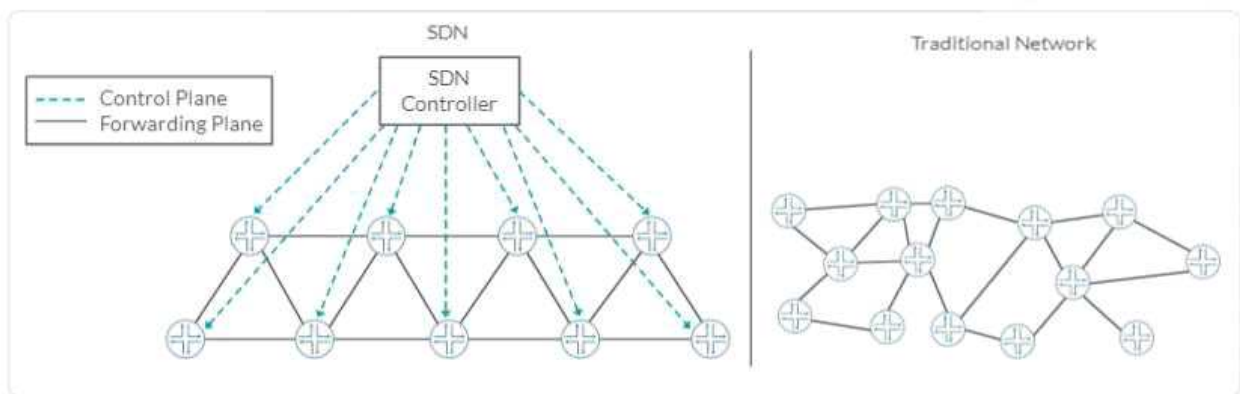 SDN
SDN
Controller
Control Plane
Forwarding Plane
Traditional Network